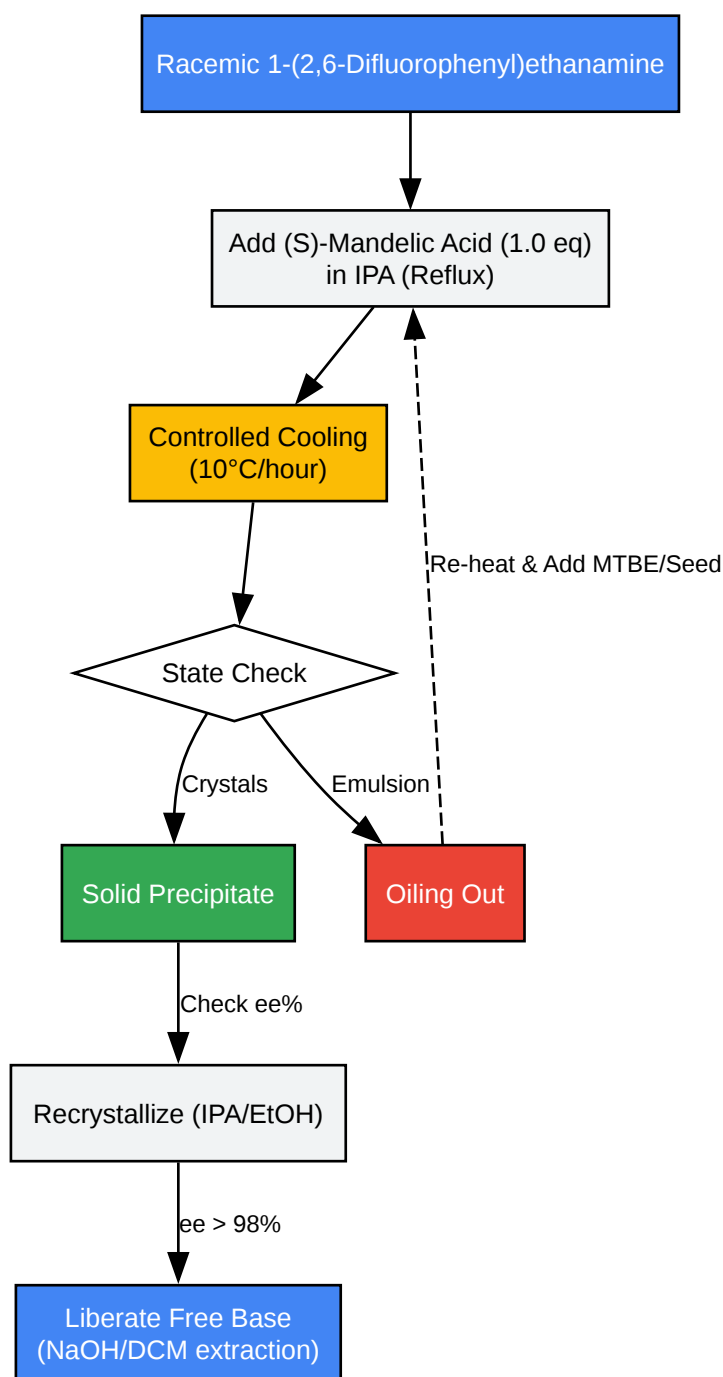 Racemic 1-(2,6-Difluorophenyl)ethanamine
Add (S)-Mandelic Acid (1.0 eq)
in IPA (Reflux)
Controlled Cooling
(10°C/hour)
Re-heat & Add MTBE/Seed
State Check
Crystals
Emulsion
Solid Precipitate
Oiling Out
Check ee%
Recrystallize (IPA/EtOH)
ee > 98%
Liberate Free Base
(NaOH/DCM extraction)